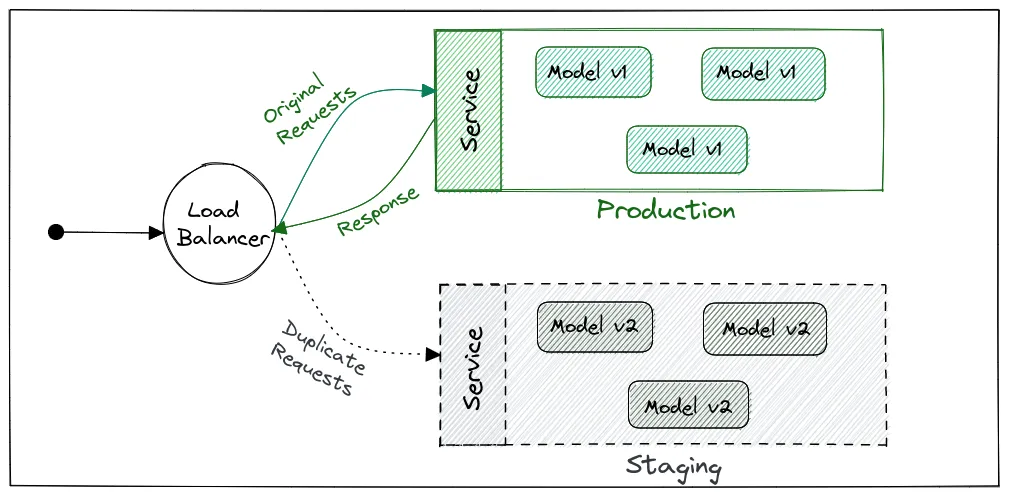 Original
Requests
Service
Model v1
Model v1
Model v1
Production
Response
Load
Balancer
Duplicate
Requests
Service
Model v2
Model v2
Model v2
Staging